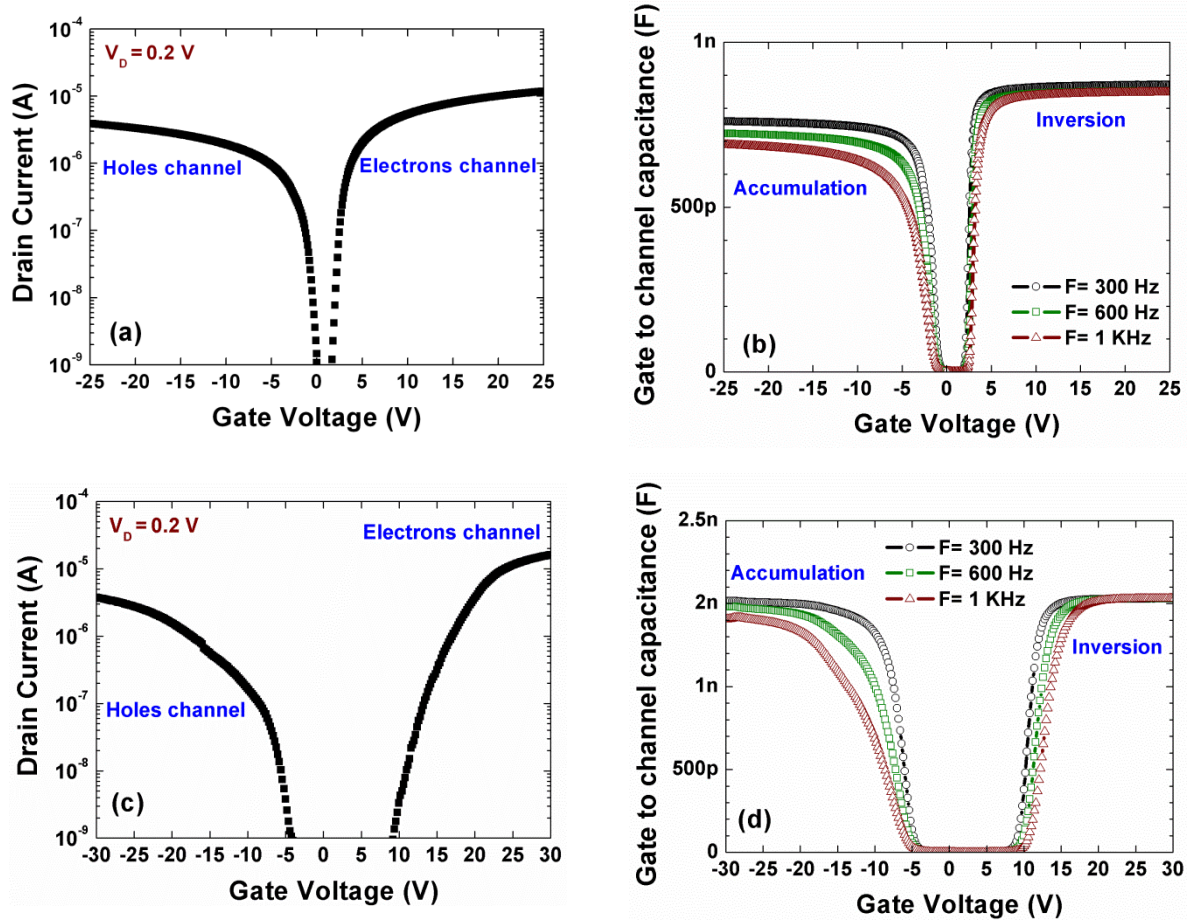 10^-4
10^-5
10^-6
10^-7
10^-8
10^-9
Drain Current (A)
V_D = 0.2 V
Holes channel
Electrons channel
(a)
-25 -20 -15 -10 -5 0 5 10 15 20 25
Gate Voltage (V)
Gate to channel capacitance (F)
1n
500p
0
Inversion
Accumulation
F= 300 Hz
F= 600 Hz
F= 1 KHz
(b)
-25 -20 -15 -10 -5 0 5 10 15 20 25
Gate Voltage (V)
10^-4
10^-5
10^-6
10^-7
10^-8
10^-9
Drain Current (A)
V_D = 0.2 V
Electrons channel
Holes channel
(c)
-30 -25 -20 -15 -10 -5 0 5 10 15 20 25 30
Gate Voltage (V)
Gate to channel capacitance (F)
2.5n
2n
1n
500p
0
F= 300 Hz
F= 600 Hz
F= 1 KHz
Accumulation
Inversion
(d)
-30 -25 -20 -15 -10 -5 0 5 10 15 20 25 30
Gate Voltage (V)